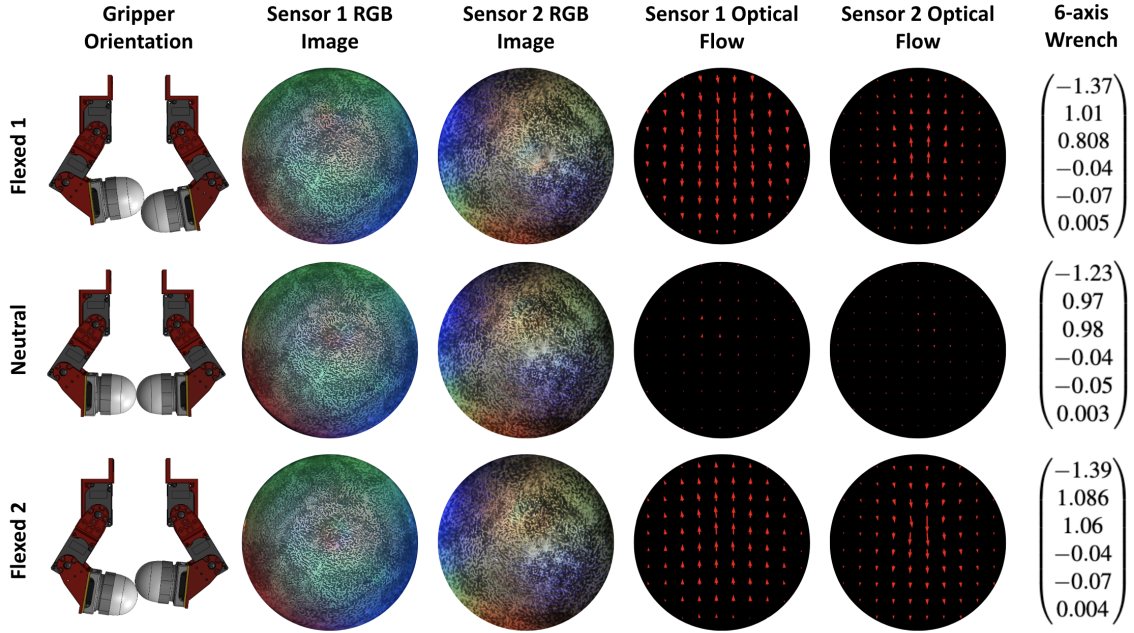 Gripper
Orientation
Sensor 1 RGB
Image
Sensor 2 RGB
Image
Sensor 1 Optical
Flow
Sensor 2 Optical
Flow
6-axis
Wrench
Flexed 1
−1.37
1.01
0.808
−0.04
−0.07
0.005
Neutral
−1.23
0.97
0.98
−0.04
−0.05
0.003
Flexed 2
−1.39
1.086
1.06
−0.04
−0.07
0.004